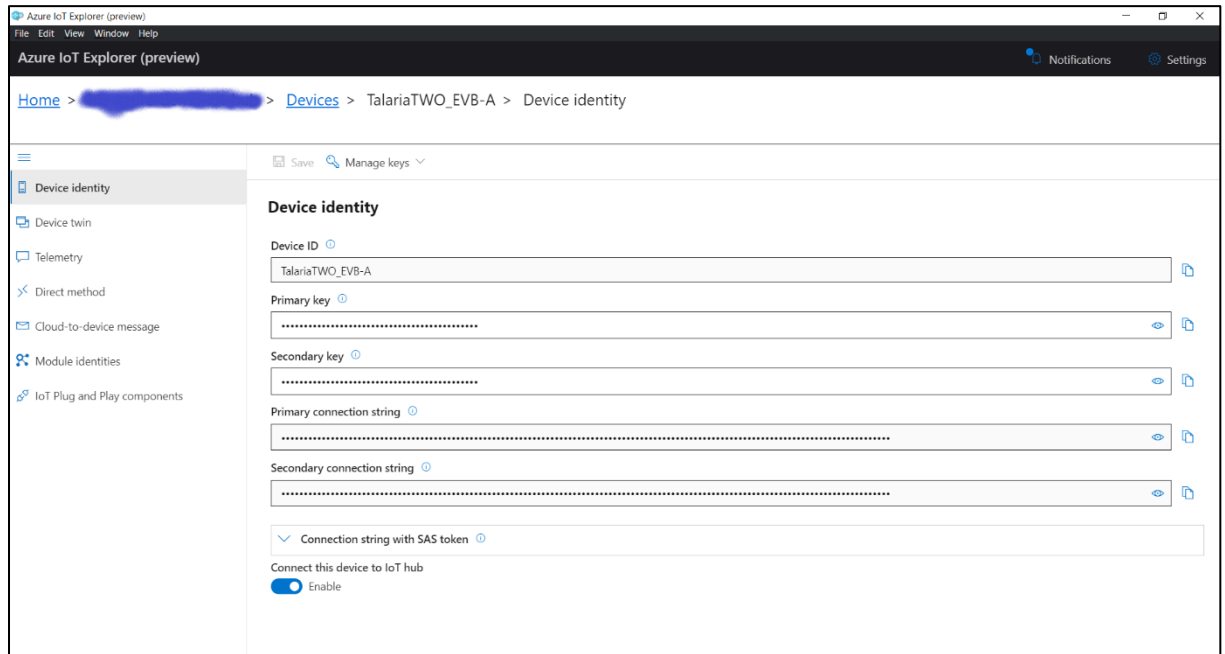 Azure IoT Explorer (preview)
File Edit View Window Help
Azure IoT Explorer (preview)
Notifications
Settings
Home > > Devices > TalariaTWO_EVB-A > Device identity
Save Manage keys
Device identity
Device twin
Telemetry
Direct method
Cloud-to-device message
Module identities
IoT Plug and Play components
Device identity
Device ID
TalariaTWO_EVB-A
Primary key
Secondary key
Primary connection string
Secondary connection string
Connection string with SAS token
Connect this device to IoT hub
Enable